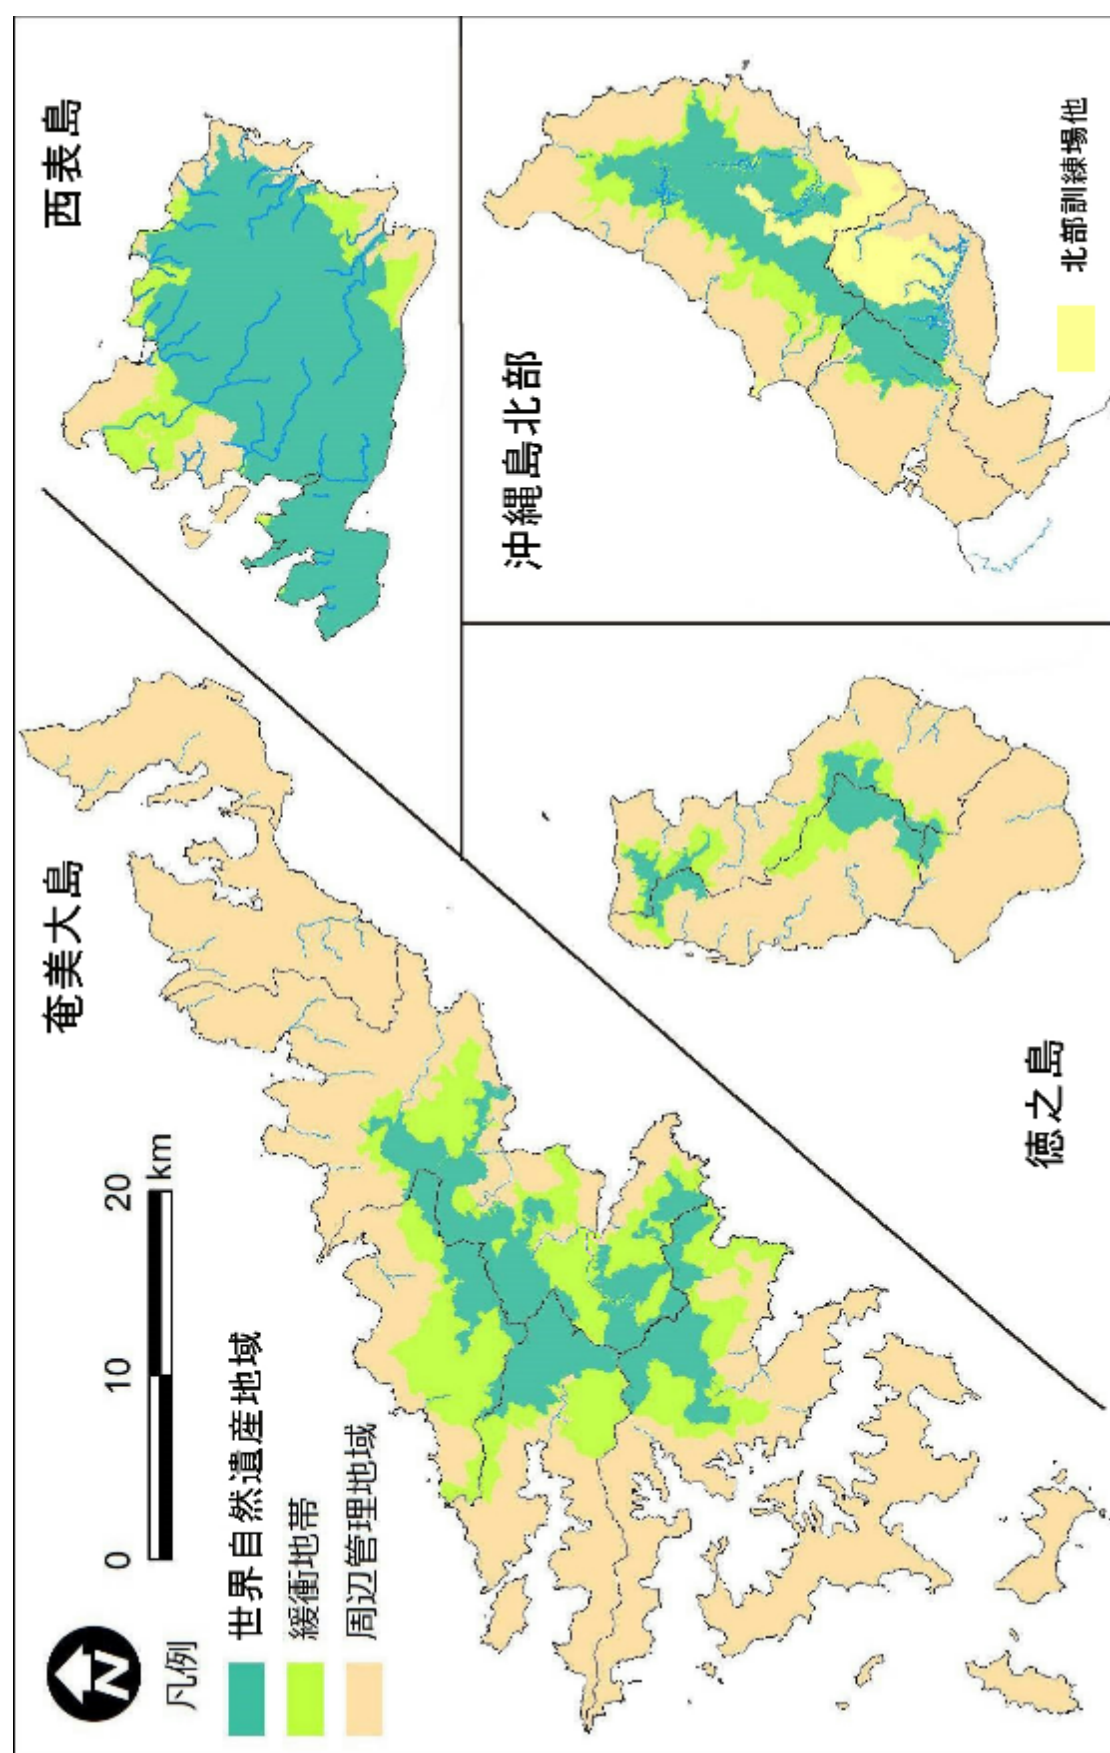 奄美大島
西表島
沖縄島北部
徳之島
N
0 10 20
km
凡例
世界自然遺産地域
緩衝地帯
周辺管理地域
北部訓練場他